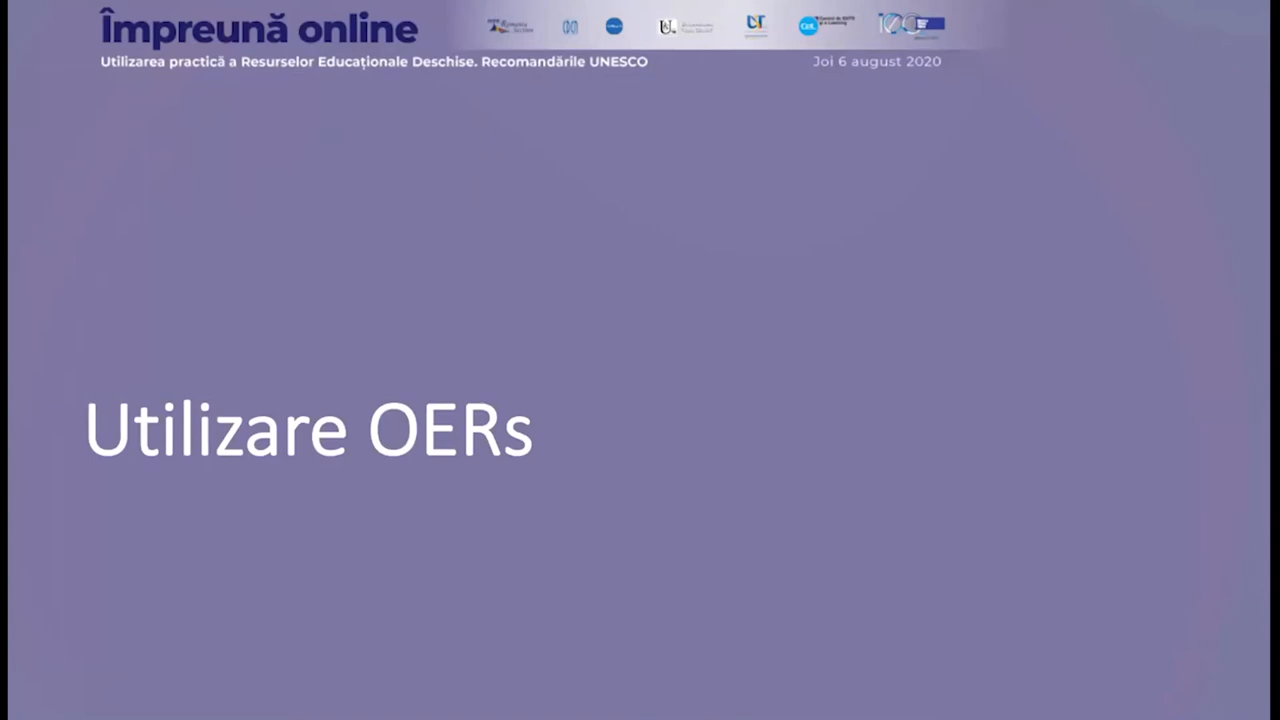 Împreună online
Utilizarea practică a Resurselor Educaționale Deschise. Recomandările UNESCO
Joi 6 august 2020
Utilizare OERs